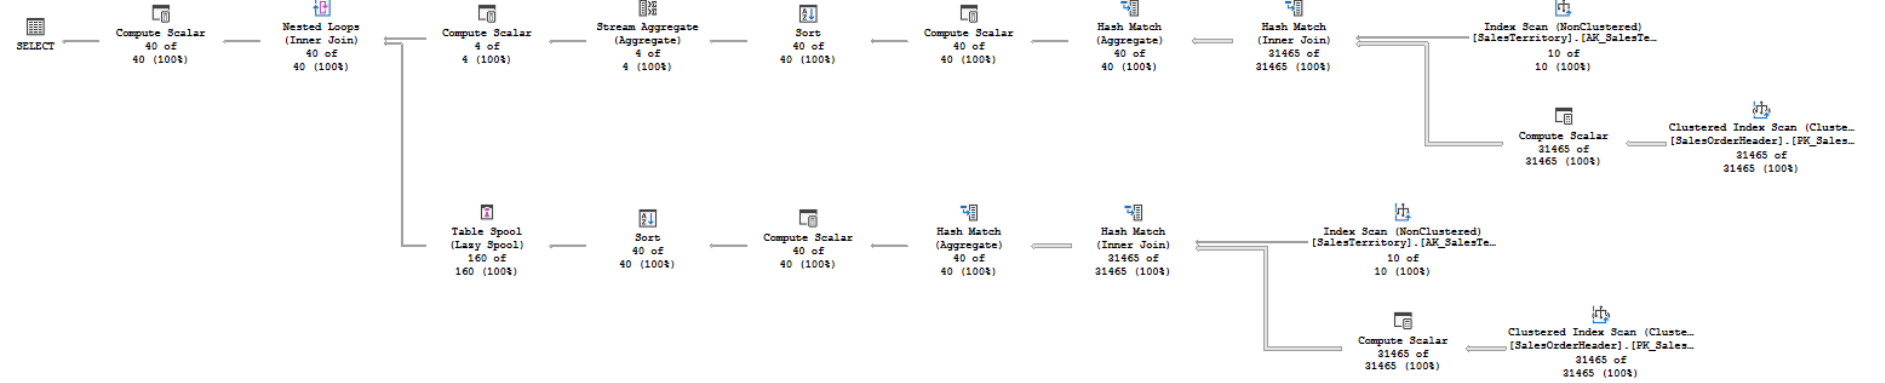 SELECT
Compute Scalar
40 of
40 (100%)
Nested Loops
(Inner Join)
40 of
40 (100%)
Compute Scalar
4 of
4 (100%)
Stream Aggregate
(Aggregate)
4 of
4 (100%)
Sort
40 of
40 (100%)
Compute Scalar
40 of
40 (100%)
Hash Match
(Aggregate)
40 of
40 (100%)
Hash Match
(Inner Join)
31465 of
31465 (100%)
Index Scan (NonClustered)
[SalesTerritory].[AK_SalesTe…
10 of
10 (100%)
Compute Scalar
31465 of
31465 (100%)
Clustered Index Scan (Cluste…
[SalesOrderHeader].[PK_Sales…
31465 of
31465 (100%)
Table Spool
(Lazy Spool)
160 of
160 (100%)
Sort
40 of
40 (100%)
Compute Scalar
40 of
40 (100%)
Hash Match
(Aggregate)
40 of
40 (100%)
Hash Match
(Inner Join)
31465 of
31465 (100%)
Index Scan (NonClustered)
[SalesTerritory].[AK_SalesTe…
10 of
10 (100%)
Compute Scalar
31465 of
31465 (100%)
Clustered Index Scan (Cluste…
[SalesOrderHeader].[PK_Sales…
31465 of
31465 (100%)